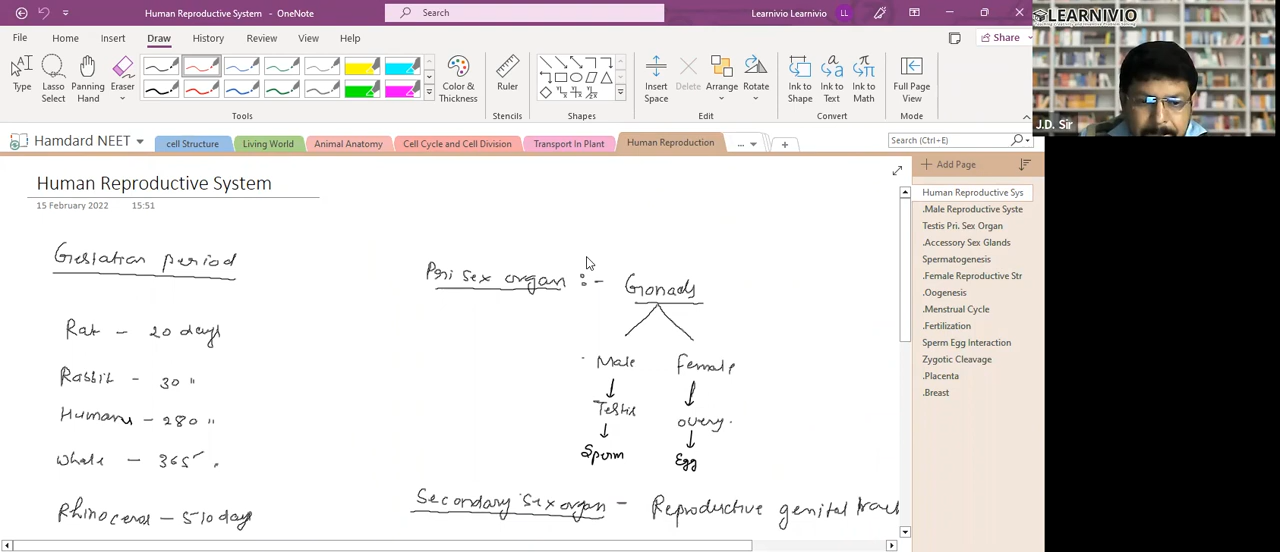 Human Reproductive System - OneNote
Search
Learnivio Learnivio
LL
LEARNIVIO
File
Home
Insert
Draw
History
Review
View
Help
Share
Type
Lasso Select
Panning Hand
Eraser
Color & Thickness
Ruler
Insert Space
Delete
Arrange
Rotate
Ink to Shape
Ink to Text
Ink to Math
Full Page View
Tools
Stencils
Shapes
Edit
Convert
Mode
J.D. Sir
Hamdard NEET
cell Structure
Living World
Animal Anatomy
Cell Cycle and Cell Division
Transport In Plant
Human Reproduction
...
Search (Ctrl+E)
Add Page
Human Reproductive System
15 February 2022
15:51
Gestation period
Rat - 20 days
Rabbit - 30 "
Humans - 280 "
Whale - 365 "
Rhinoceros - 510 days
Pri sex organ :- Gonads
Male
Female
Testis
overy.
Sperm
Egg
Secondary sex organ - Reproductive genital tract
Human Reproductive Sys
.Male Reproductive Syste
Testis Pri. Sex Organ
.Accessory Sex Glands
Spermatogenesis
.Female Reproductive Str
.Oogenesis
.Menstrual Cycle
.Fertilization
Sperm Egg Interaction
Zygotic Cleavage
.Placenta
.Breast